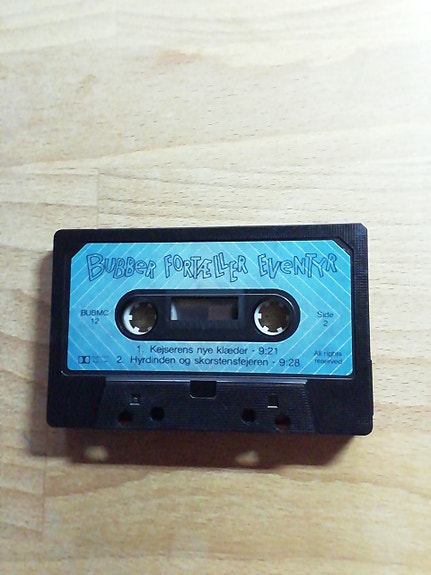 BUBBER FORTÆLLER EVENTYR
BUBMC
12
Side
2
1. Kejserens nye klæder - 9:21
2. Hyrdinden og skorstensfejeren - 9:28
All rights
reserved